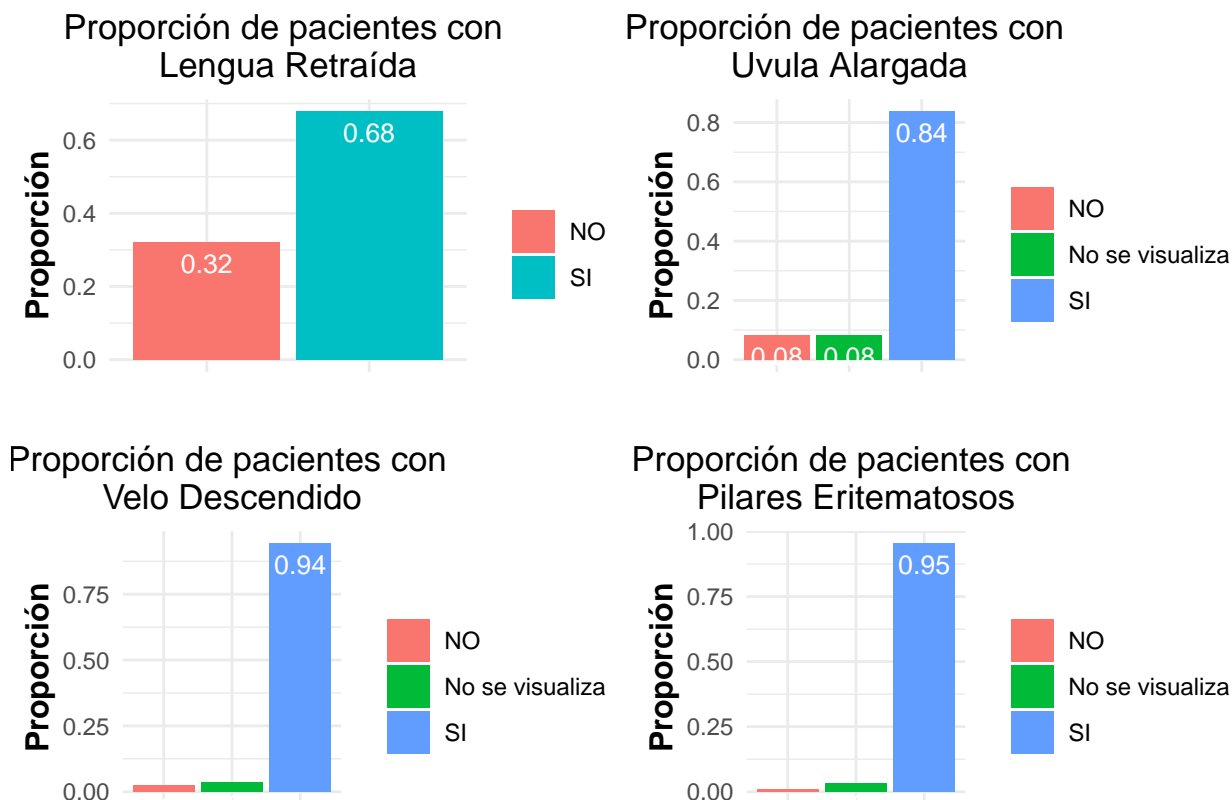 Proporción de pacientes con
Lengua Retraída
Proporción
0.6
0.4
0.2
0.0
0.32
0.68
NO
SI
Proporción de pacientes con
Uvula Alargada
Proporción
0.8
0.6
0.4
0.2
0.0
0.08
0.08
0.84
NO
No se visualiza
SI
Proporción de pacientes con
Velo Descendido
Proporción
0.75
0.50
0.25
0.00
0.94
NO
No se visualiza
SI
Proporción de pacientes con
Pilares Eritematosos
Proporción
1.00
0.75
0.50
0.25
0.00
0.95
NO
No se visualiza
SI